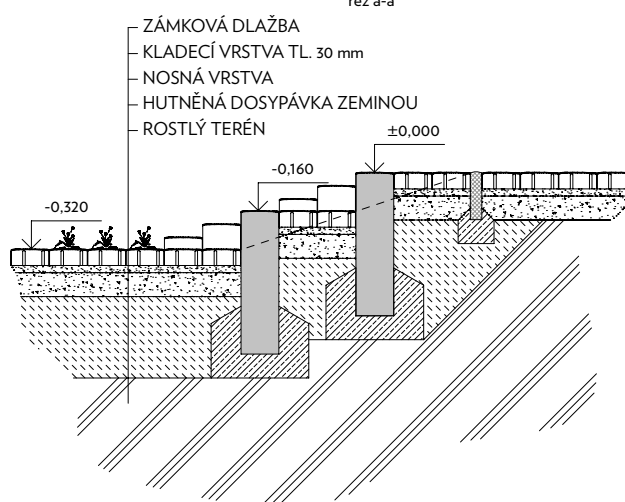 řez a-a
ZÁMKOVÁ DLAŽBA
KLADECÍ VRSTVA TL. 30 mm
NOSNÁ VRSTVA
HUTNĚNÁ DOSYPÁVKA ZEMINOU
ROSTLÝ TERÉN
±0,000
-0,160
-0,320